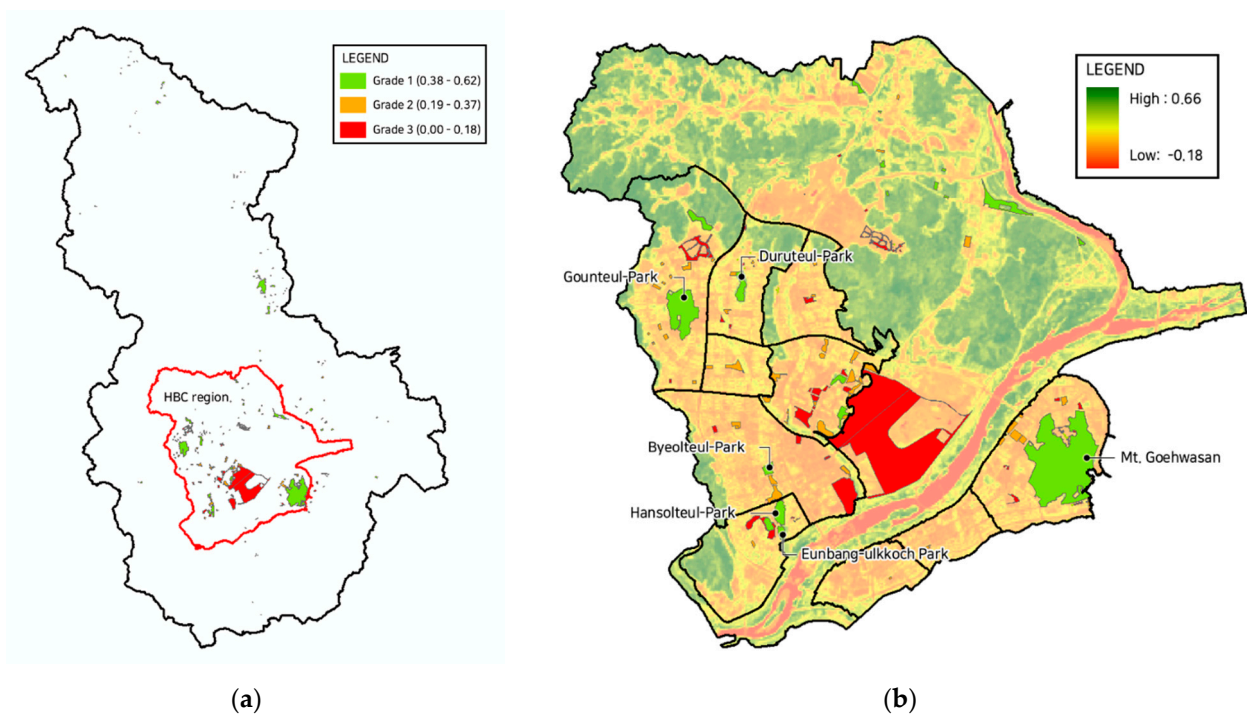 LEGEND
Grade 1 (0.38 - 0.62)
Grade 2 (0.19 - 0.37)
Grade 3 (0.00 - 0.18)
HBC region.
LEGEND
High : 0.66
Low: -0.18
Duruteul-Park
Gounteul-Park
Byeolteul-Park
Mt. Goehwasan
Hansolteul-Park
Eunbang-ulkkoch Park
(a)
(b)